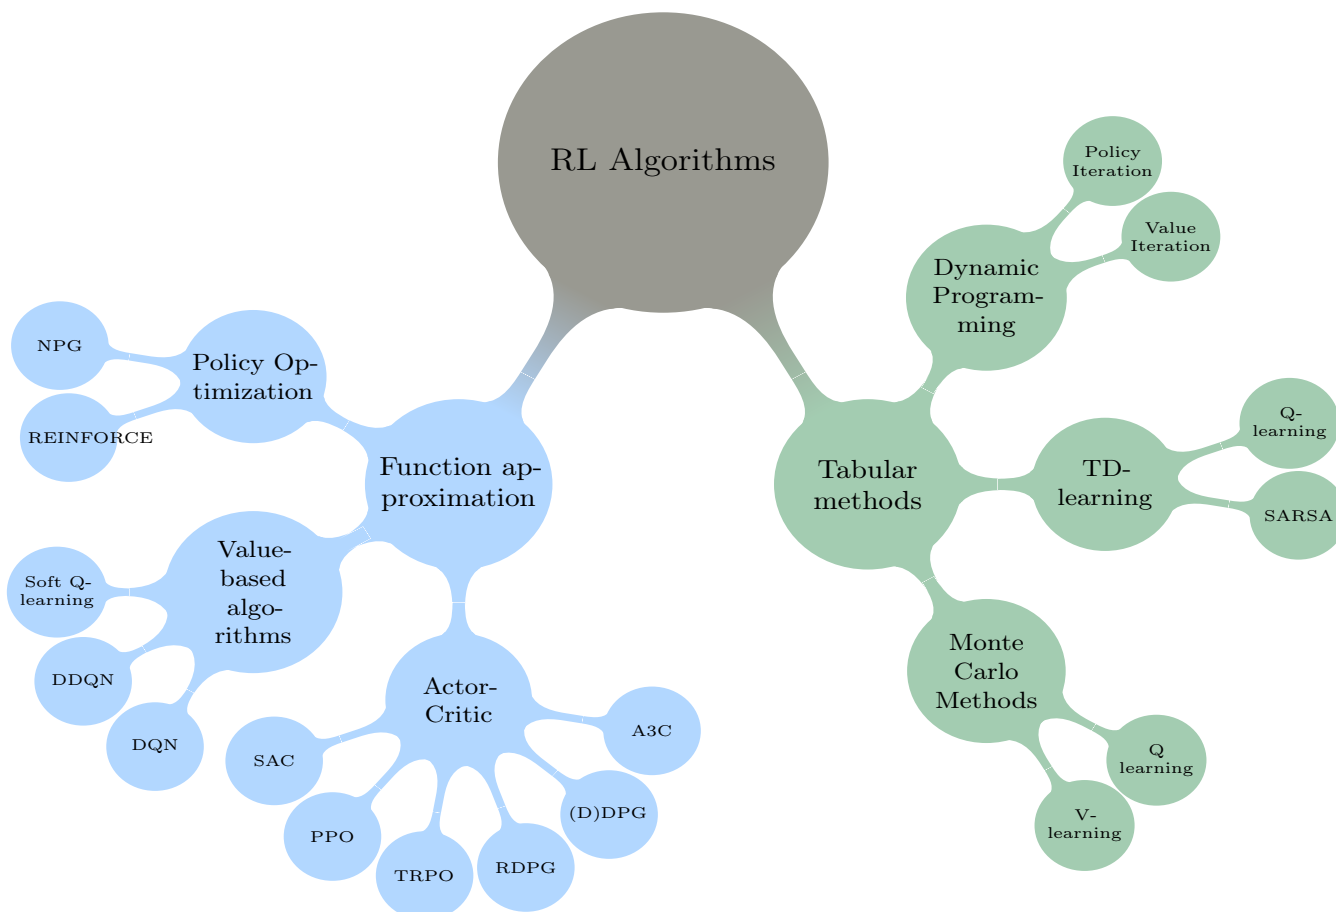 RL Algorithms
Policy
Iteration
Value
Iteration
Dynamic
Program-
ming
NPG
Policy Op-
timization
REINFORCE
Function ap-
proximation
Tabular
methods
TD-
learning
Q-
learning
SARSA
Value-
based
algo-
rithms
Soft Q-
learning
DDQN
DQN
Actor-
Critic
SAC
PPO
TRPO
RDPG
(D)DPG
A3C
Monte
Carlo
Methods
Q
learning
V-
learning